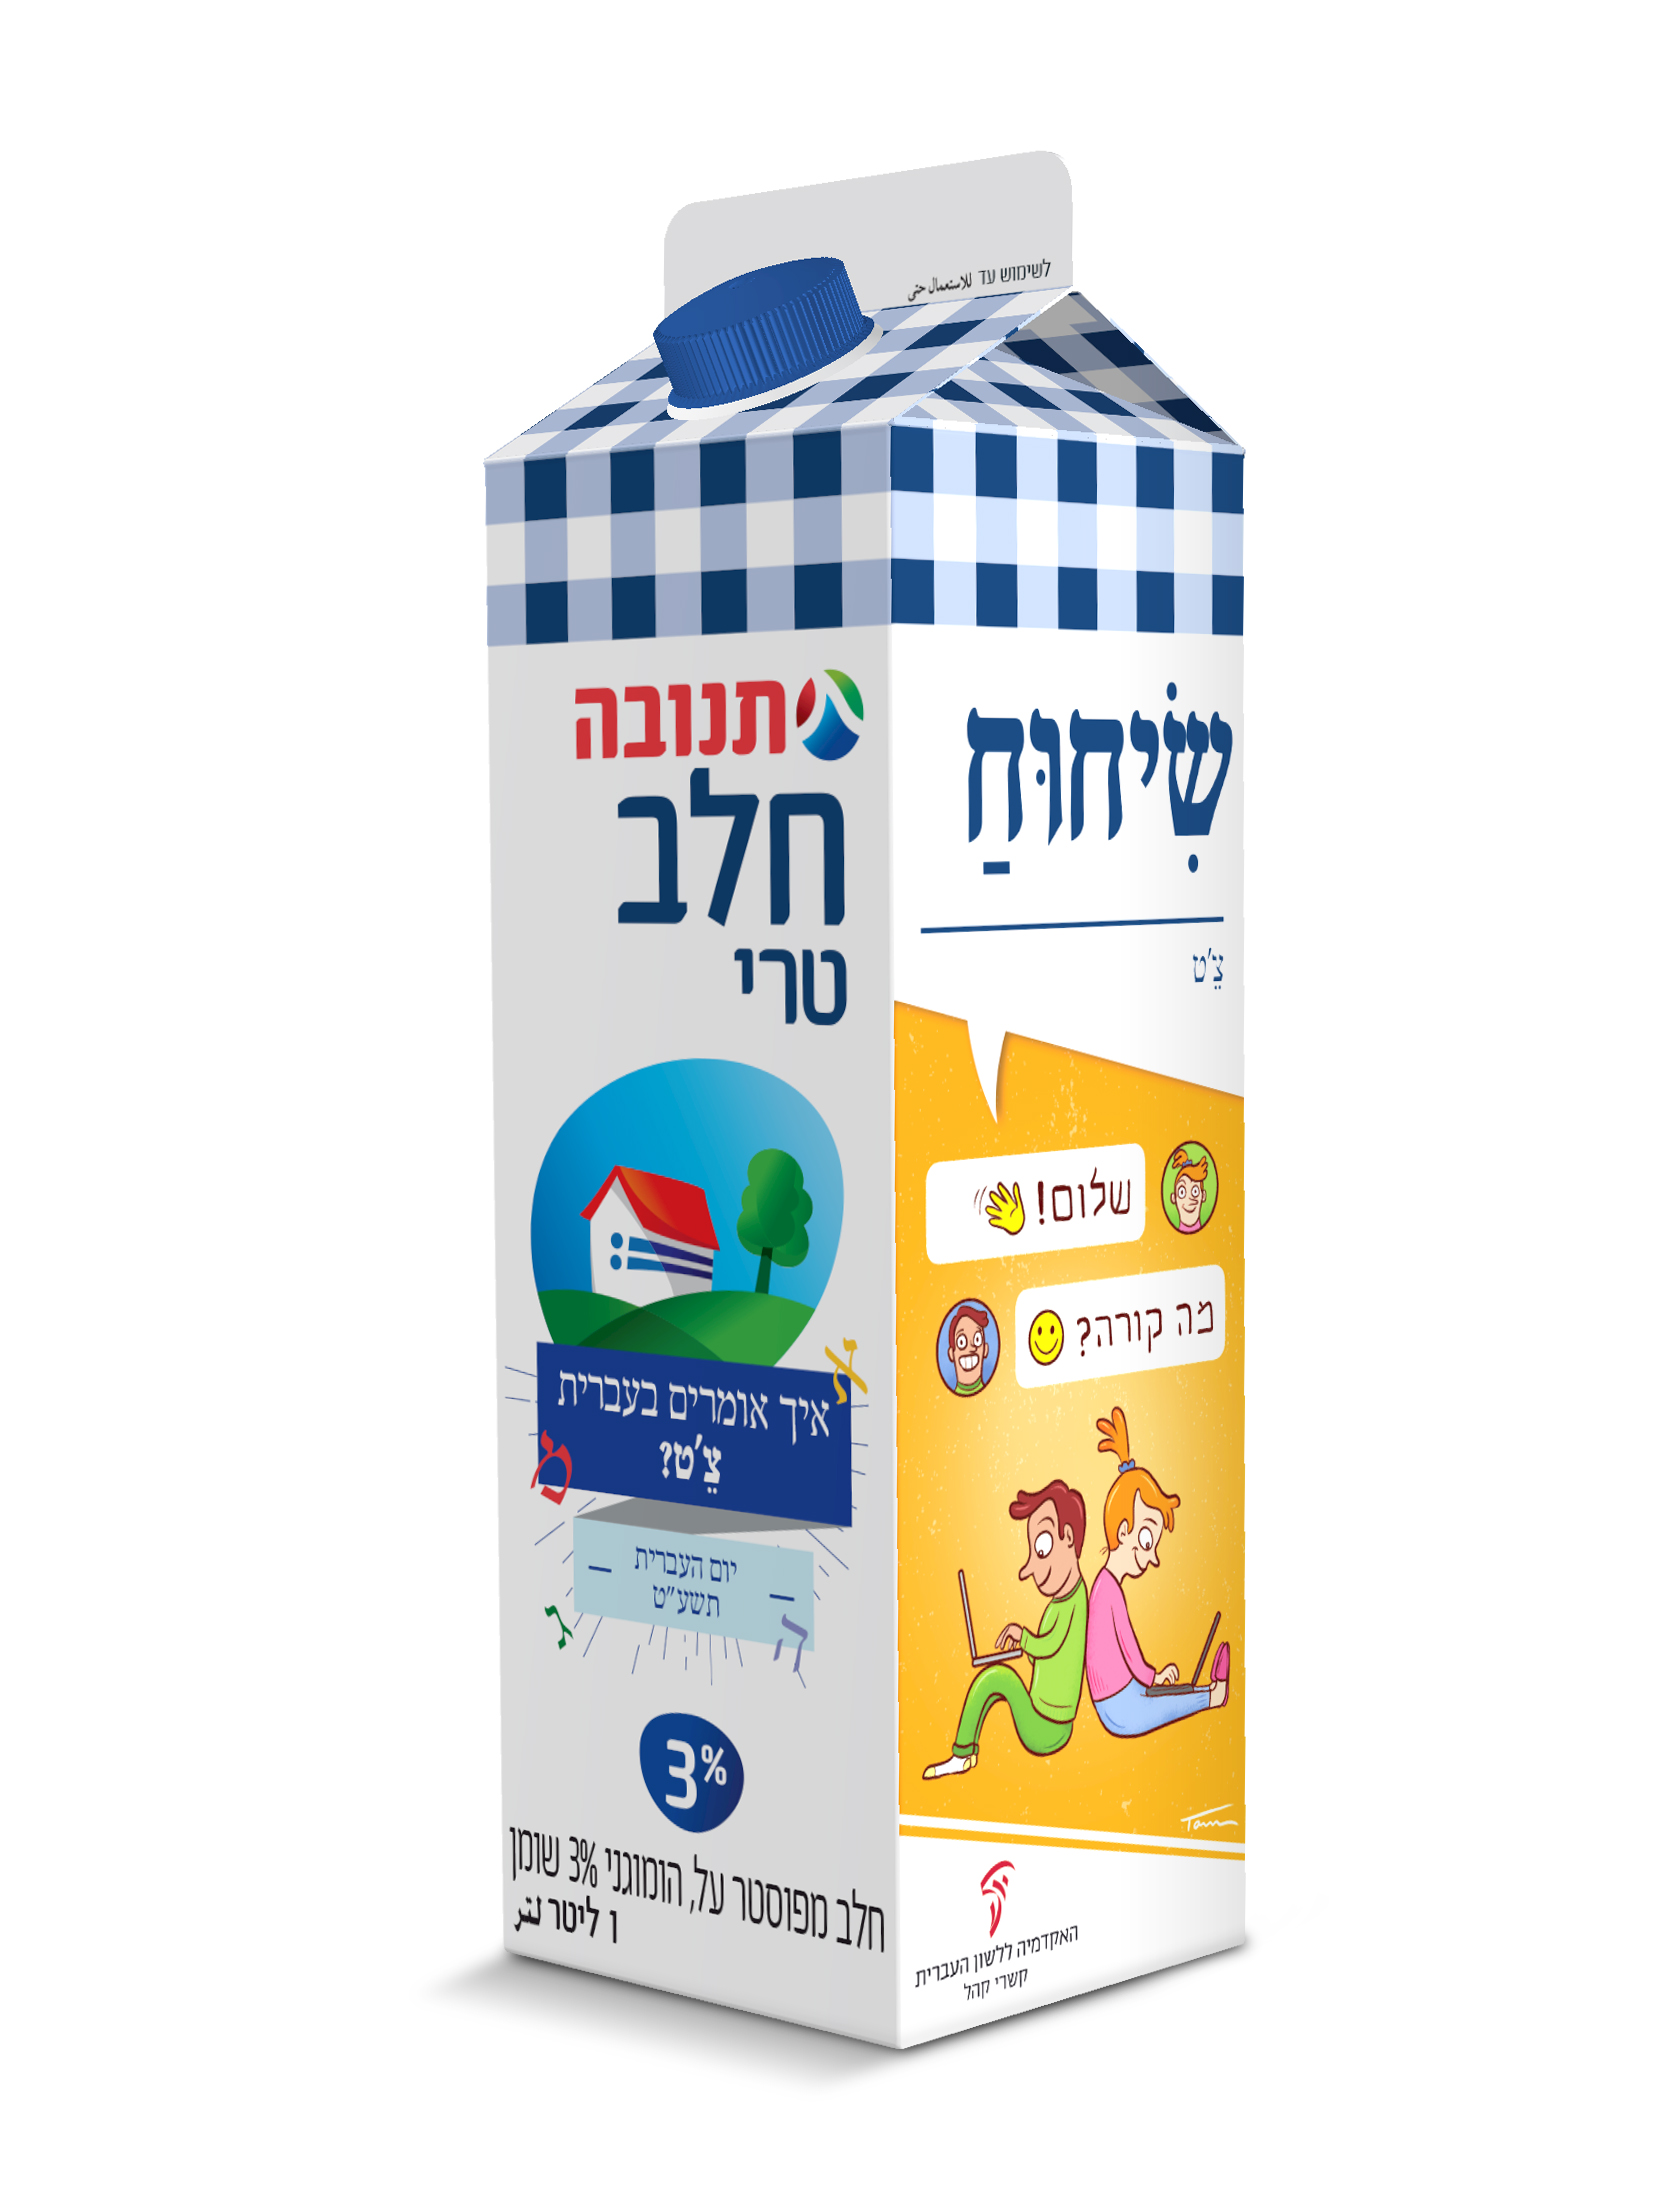 לשימוש עד للاستعمال حتى
תנובה
חלב
טרי
איך אומרים בעברית
צֶ'ט?
יום העברית
תשע"ט
3%
חלב מפוסטר על, הומוגני 3% שומן
1 ליטר لتر
שִׂיחוּחַ
צֶ'ט
שלום!
מה קורה?
האקדמיה ללשון העברית
קשרי קהל